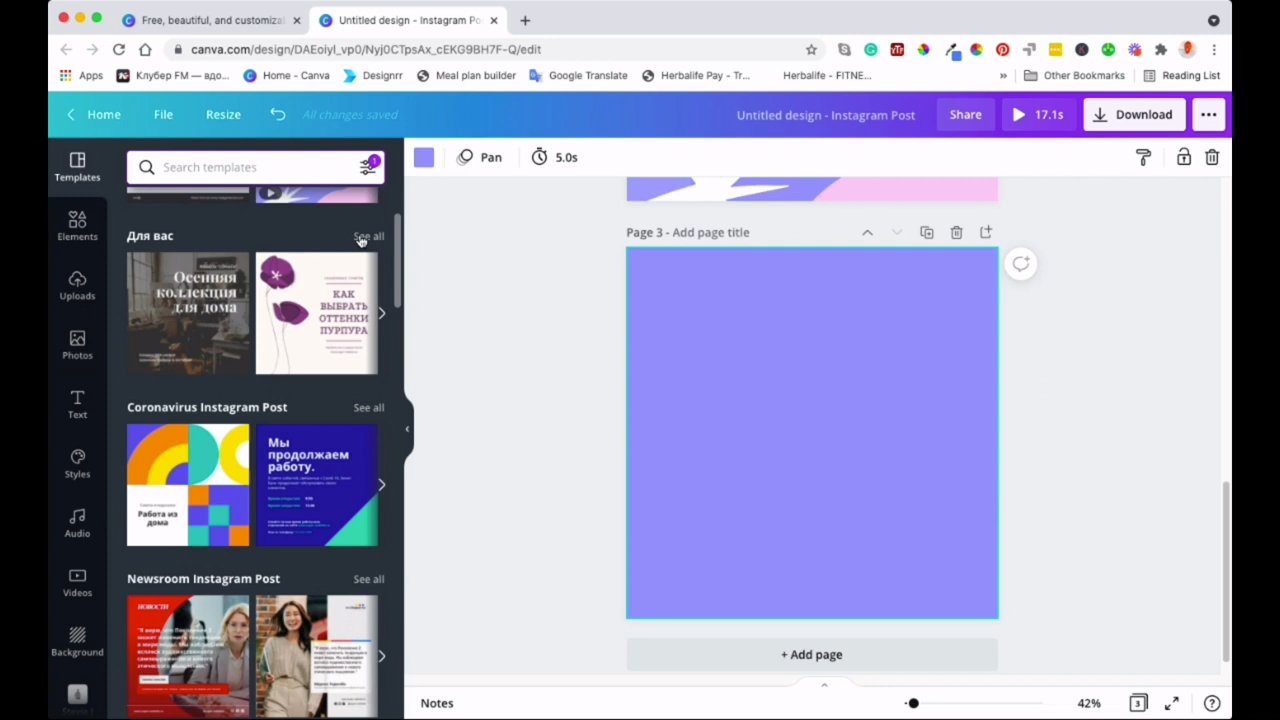 Free, beautiful, and customiza
Untitled design - Instagram Po
canva.com/design/DAEoiyI_vp0/Nyj0CTpsAx_cEKG9BH7F-Q/edit
Apps
Клубер FM — вдо...
Home - Canva
Designrr
Meal plan builder
Google Translate
Herbalife Pay - Tr...
Herbalife - FITNE...
»
Other Bookmarks
Reading List
Home
File
Resize
All changes saved
Untitled design - Instagram Post
Share
17.1s
Download
Templates
Search templates
1
Pan
5.0s
Elements
Uploads
Photos
Text
Styles
Audio
Videos
Background
Для вас
See all
Осенняя
коллекция
для дома
КАК
ВЫБРАТЬ
ОТТЕНКИ
ПУРПУРА
Coronavirus Instagram Post
See all
Работа из
дома
Мы
продолжаем
работу.
Newsroom Instagram Post
See all
НОВОСТИ
Page 3 - Add page title
+ Add page
Notes
42%
3